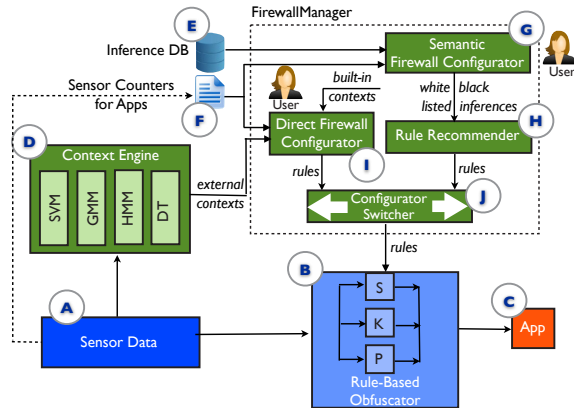 FirewallManager
E
G
Inference DB
Semantic
Firewall Configurator
User
Sensor Counters
for Apps
F
User
built-in
contexts
white black
listed inferences
D
Context Engine
SVM
GMM
HMM
DT
external
contexts
Direct Firewall
Configurator
I
Rule Recommender
H
rules
rules
Configurator
Switcher
J
rules
A
Sensor Data
B
S
K
P
Rule-Based
Obfuscator
C
App